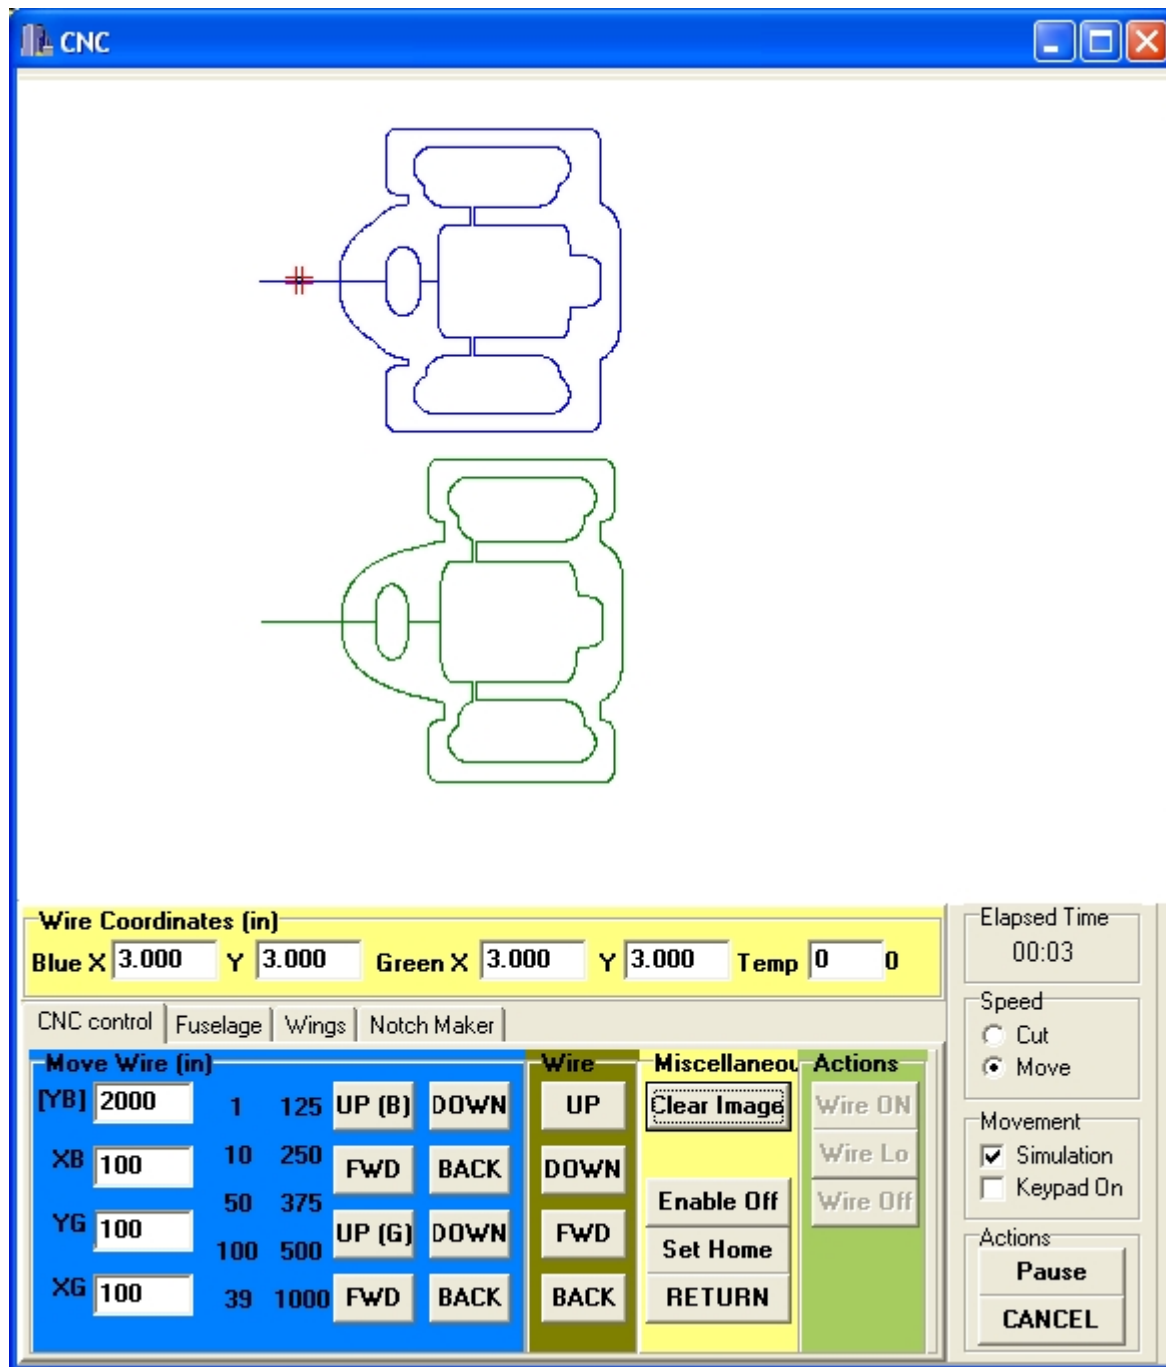 CNC
Wire Coordinates (in)
Blue X 3.000 Y 3.000 Green X 3.000 Y 3.000 Temp 0 0
Elapsed Time
00:03
Speed
Cut
Move
Movement
Simulation
Keypad On
Actions
Pause
CANCEL
CNC control Fuselage Wings Notch Maker
Move Wire (in)
[YB] 2000 1 125 UP (B) DOWN
XB 100 10 250 FWD BACK
50 375
YG 100 UP (G) DOWN
100 500
XG 100 39 1000 FWD BACK
Wire
UP
DOWN
FWD
BACK
Miscellaneou
Clear Image
Enable Off
Set Home
RETURN
Actions
Wire ON
Wire Lo
Wire Off